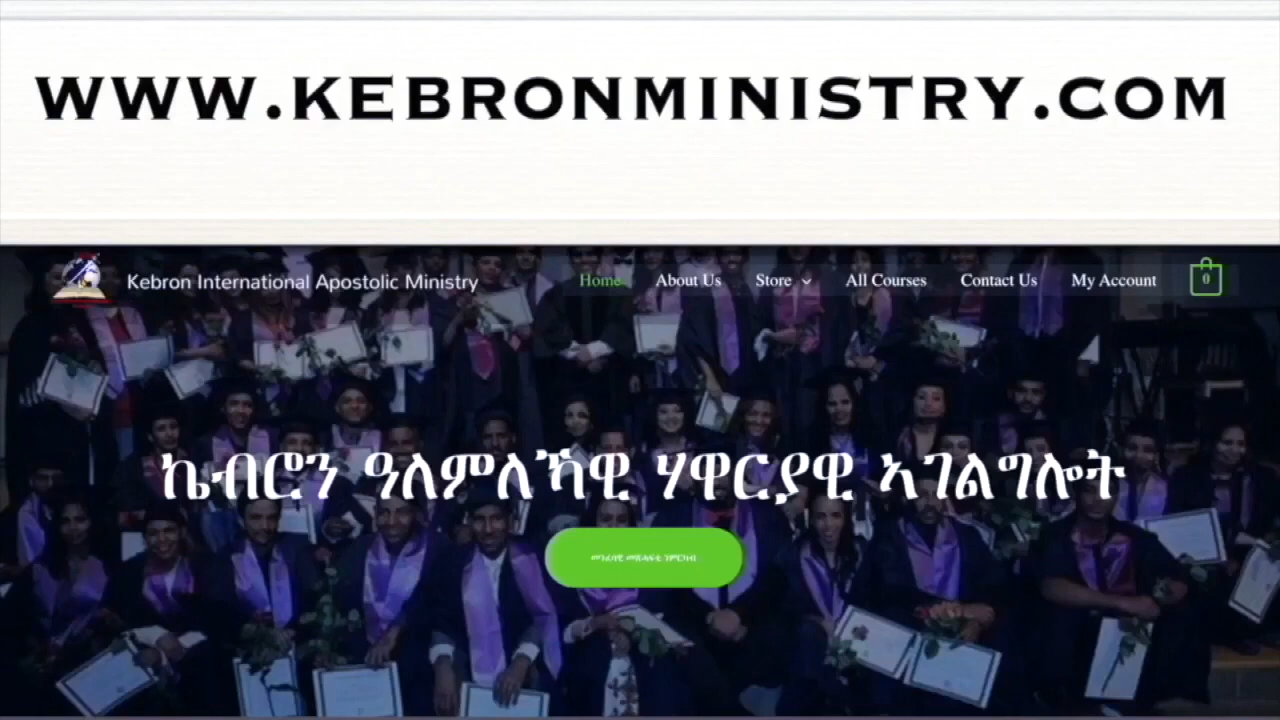 WWW.KEBRONMINISTRY.COM
Kebron International Apostolic Ministry
Home
About Us
Store
All Courses
Contact Us
My Account
0
ኬብሮን ዓለምለኻዊ ሃዋርያዊ ኣገልግሎት